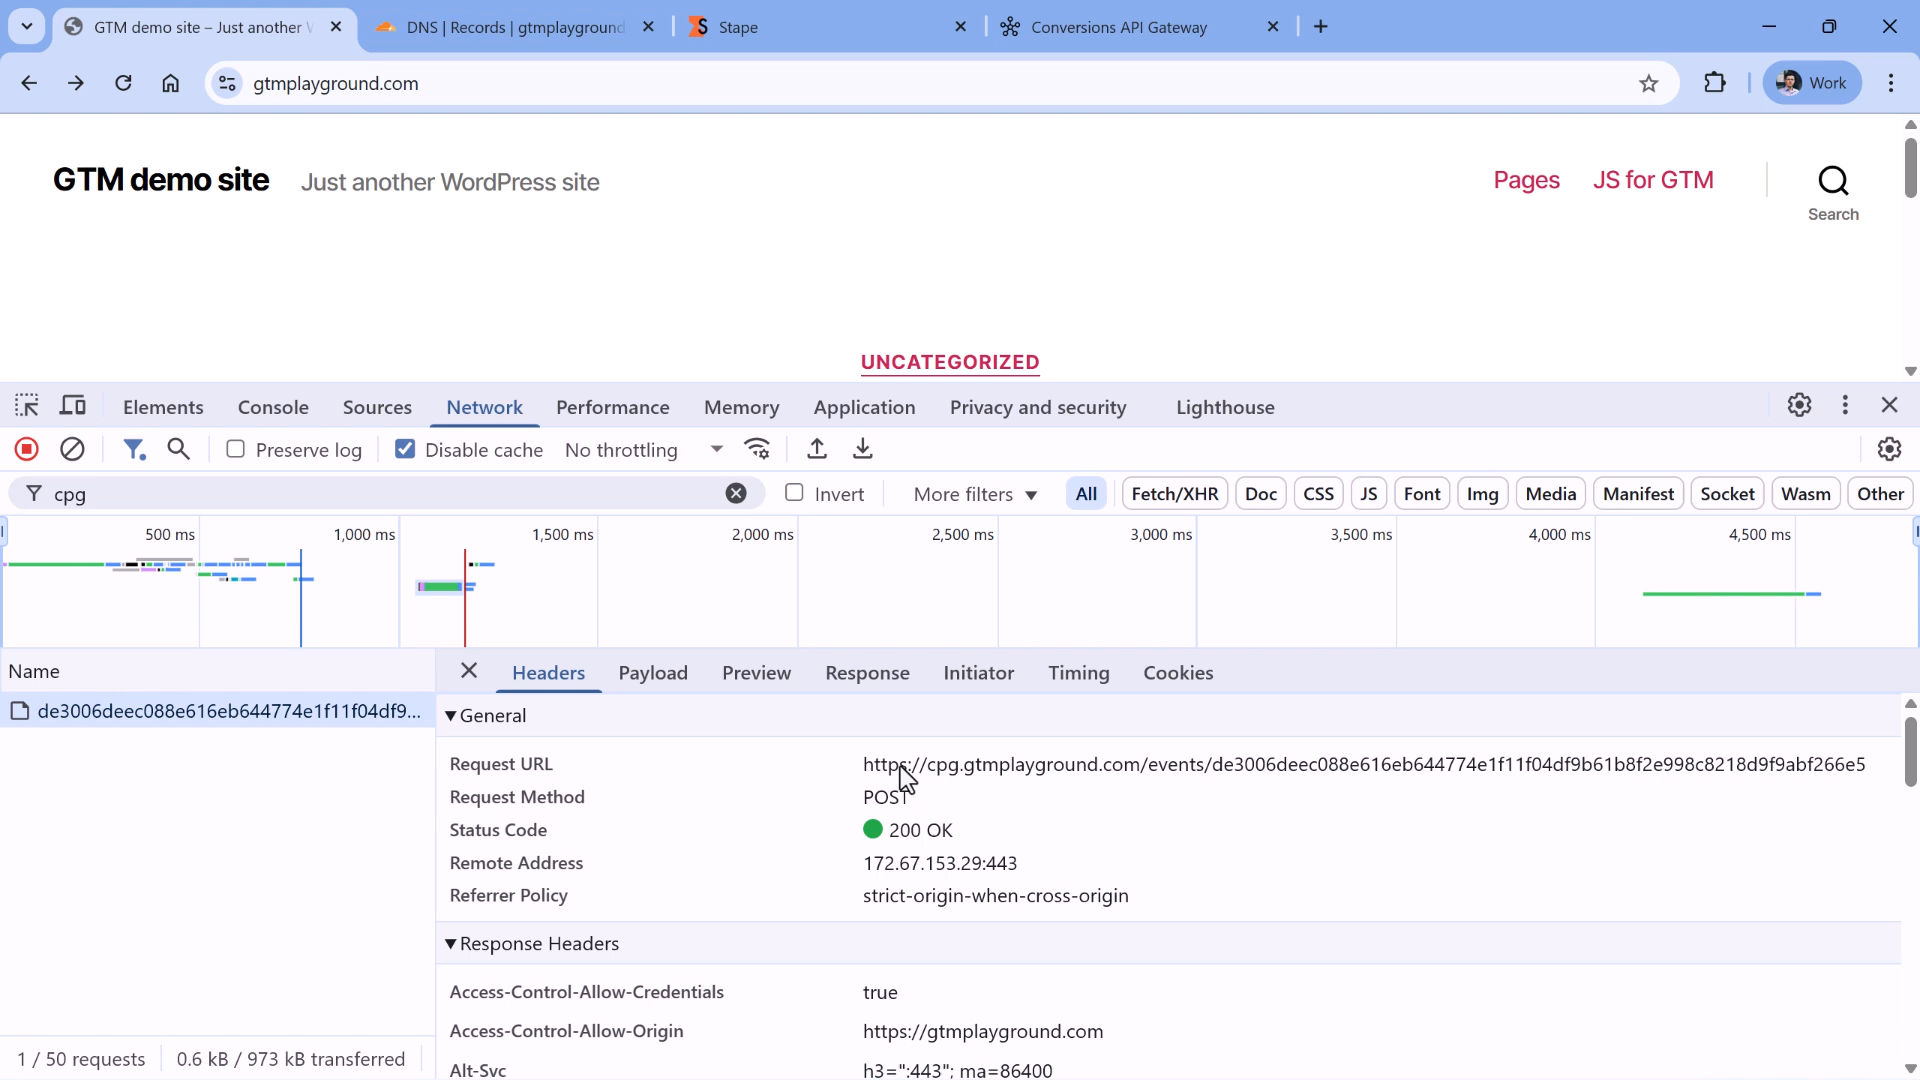 GTM demo site – Just another W
DNS | Records | gtmplayground
Stape
Conversions API Gateway
gtmplayground.com
Work
GTM demo site
Just another WordPress site
Pages
JS for GTM
Search
UNCATEGORIZED
Elements
Console
Sources
Network
Performance
Memory
Application
Privacy and security
Lighthouse
Preserve log
Disable cache
No throttling
cpg
Invert
More filters
All
Fetch/XHR
Doc
CSS
JS
Font
Img
Media
Manifest
Socket
Wasm
Other
500 ms
1,000 ms
1,500 ms
2,000 ms
2,500 ms
3,000 ms
3,500 ms
4,000 ms
4,500 ms
Name
Headers
Payload
Preview
Response
Initiator
Timing
Cookies
de3006deec088e616eb644774e1f11f04df9...
General
Request URL
https://cpg.gtmplayground.com/events/de3006deec088e616eb644774e1f11f04df9b61b8f2e998c8218d9f9abf266e5
Request Method
POST
Status Code
200 OK
Remote Address
172.67.153.29:443
Referrer Policy
strict-origin-when-cross-origin
Response Headers
Access-Control-Allow-Credentials
true
Access-Control-Allow-Origin
https://gtmplayground.com
Alt-Svc
h3=":443"; ma=86400
1 / 50 requests
0.6 kB / 973 kB transferred